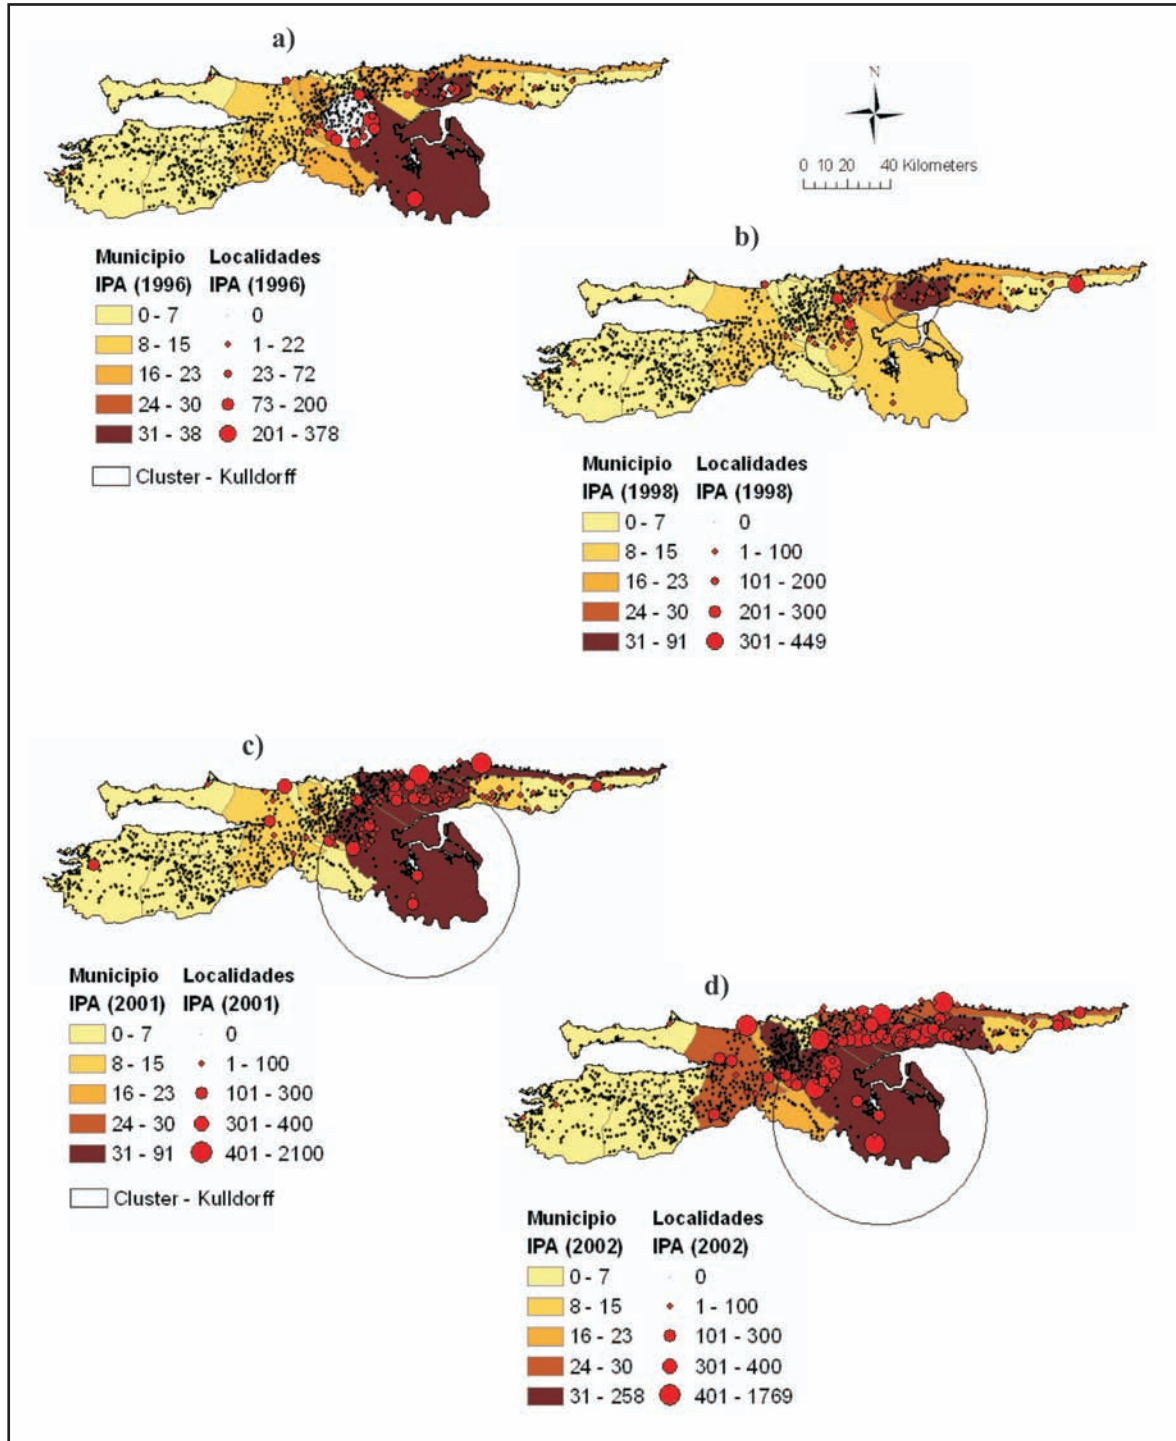 a)
N
0 10 20 40 Kilometers
Municipio Localidades
IPA (1996) IPA (1996)
0 - 7 0
8 - 15 1 - 22
16 - 23 23 - 72
24 - 30 73 - 200
31 - 38 201 - 378
Cluster - Kulldorff
b)
Municipio Localidades
IPA (1998) IPA (1998)
0 - 7 0
8 - 15 1 - 100
16 - 23 101 - 200
24 - 30 201 - 300
31 - 91 301 - 449
c)
Municipio Localidades
IPA (2001) IPA (2001)
0 - 7 0
8 - 15 1 - 100
16 - 23 101 - 300
24 - 30 301 - 400
31 - 91 401 - 2100
Cluster - Kulldorff
d)
Municipio Localidades
IPA (2002) IPA (2002)
0 - 7 0
8 - 15 1 - 100
16 - 23 101 - 300
24 - 30 301 - 400
31 - 258 401 - 1769